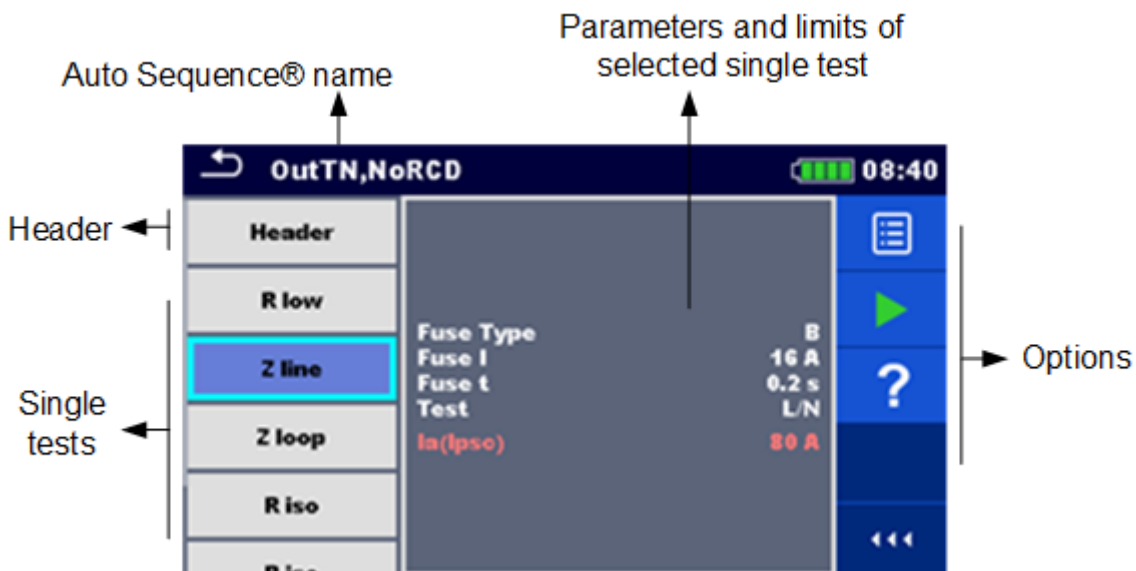 Parameters and limits of
selected single test
Auto Sequence® name
OutTN,NoRCD 08:40
Header
Header
R low
Z line
Z loop
R iso
Single
tests
Fuse Type B
Fuse I 16 A
Fuse t 0.2 s
Test L/N
Ia(Ipsc) 80 A
?
Options